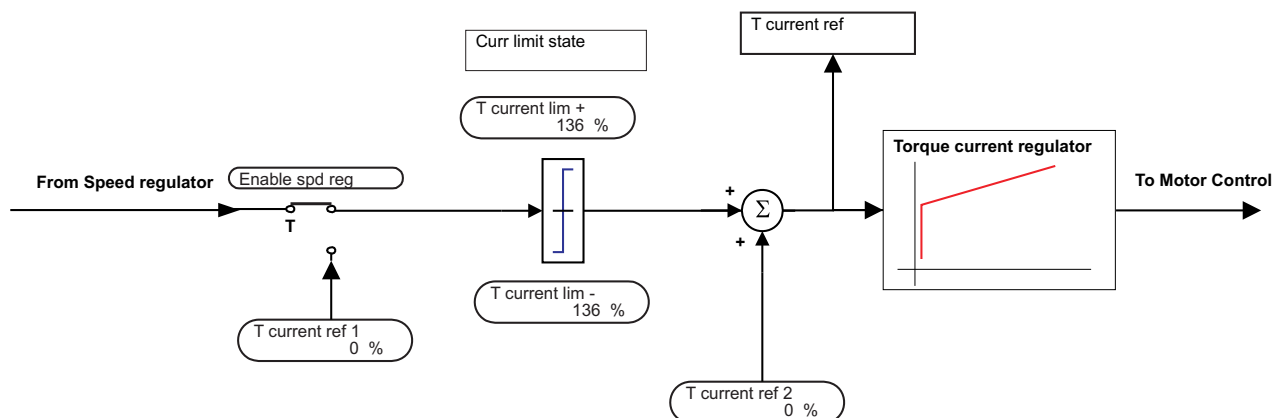 T current ref
Curr limit state
T current lim +
136 %
Torque current regulator
From Speed regulator
Enable spd reg
To Motor Control
+
Σ
T
+
T current lim -
136 %
T current ref 1
0 %
T current ref 2
0 %